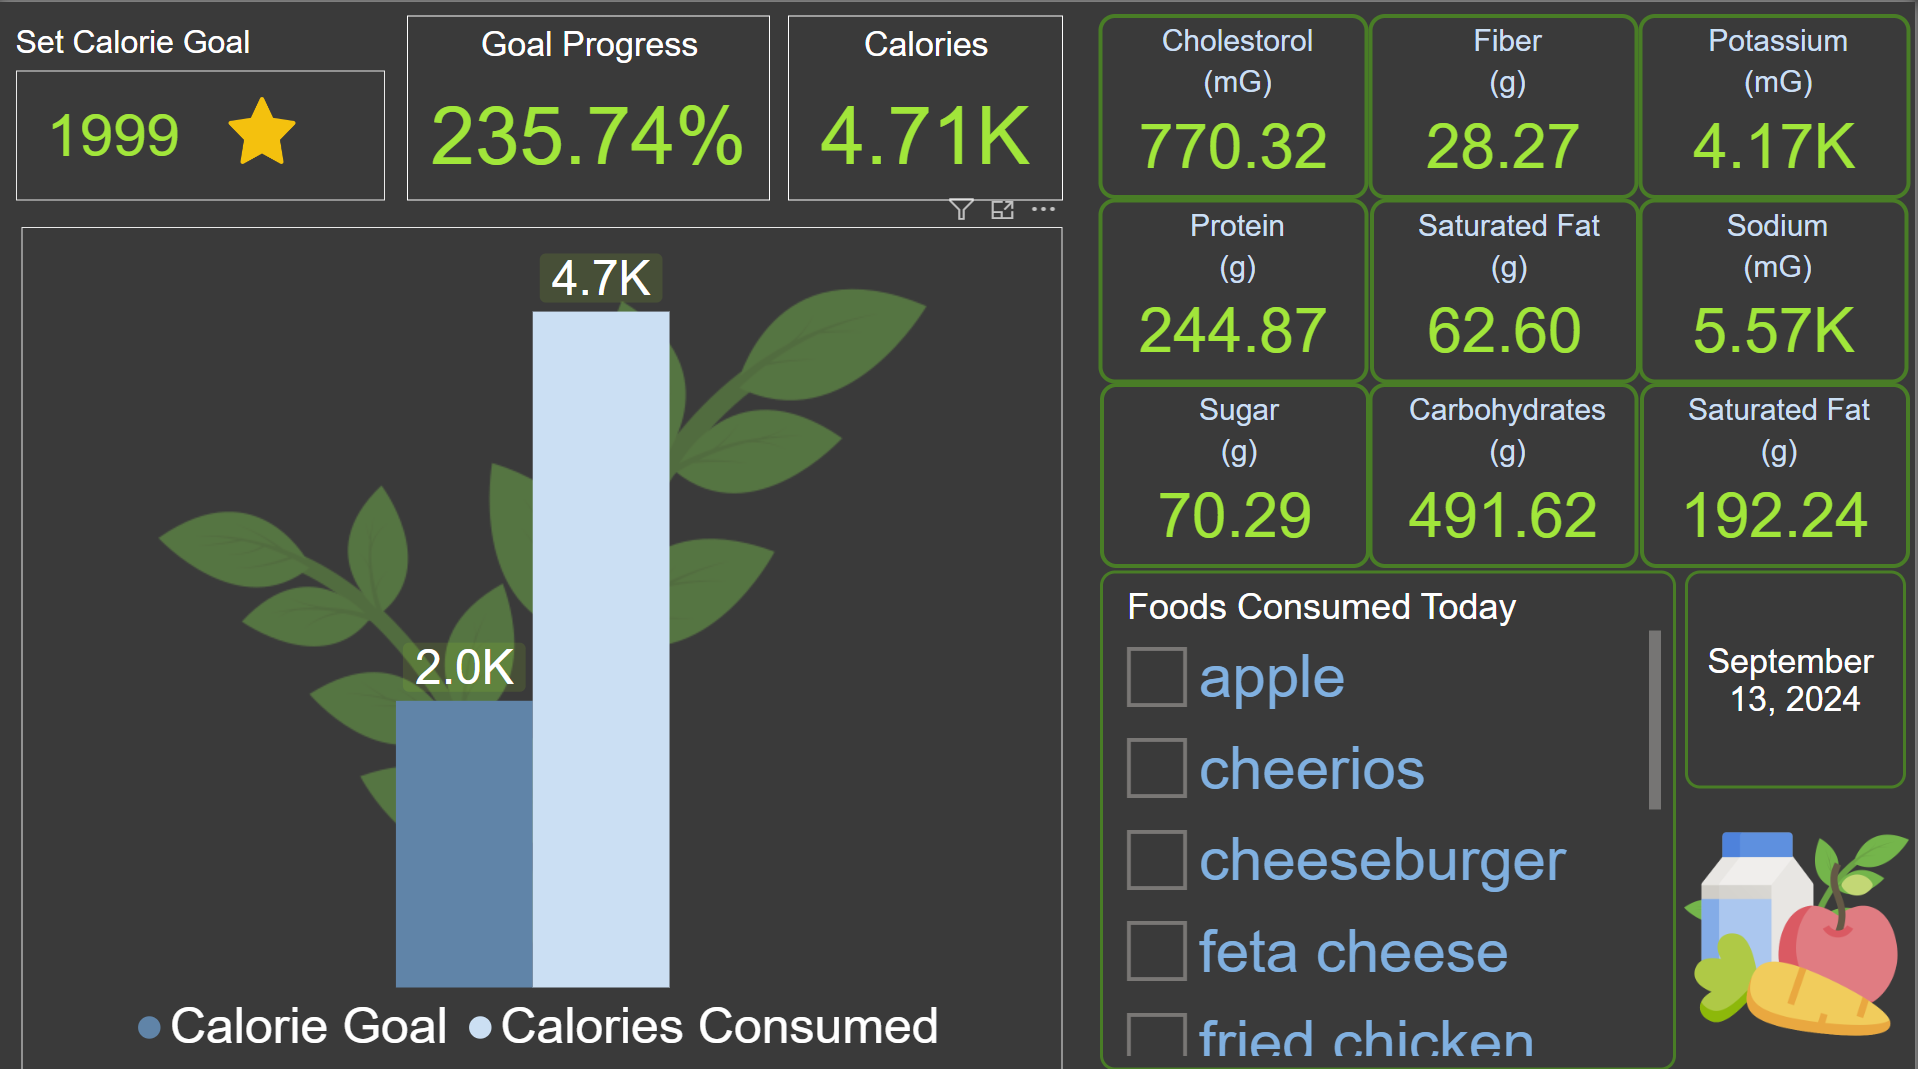 Set Calorie Goal
1999
Goal Progress
235.74%
Calories
4.71K
4.7K
2.0K
Calorie Goal
Calories Consumed
Cholestorol
(mG)
770.32
Fiber
(g)
28.27
Potassium
(mG)
4.17K
Protein
(g)
244.87
Saturated Fat
(g)
62.60
Sodium
(mG)
5.57K
Sugar
(g)
70.29
Carbohydrates
(g)
491.62
Saturated Fat
(g)
192.24
Foods Consumed Today
apple
cheerios
cheeseburger
feta cheese
fried chicken
September
13, 2024